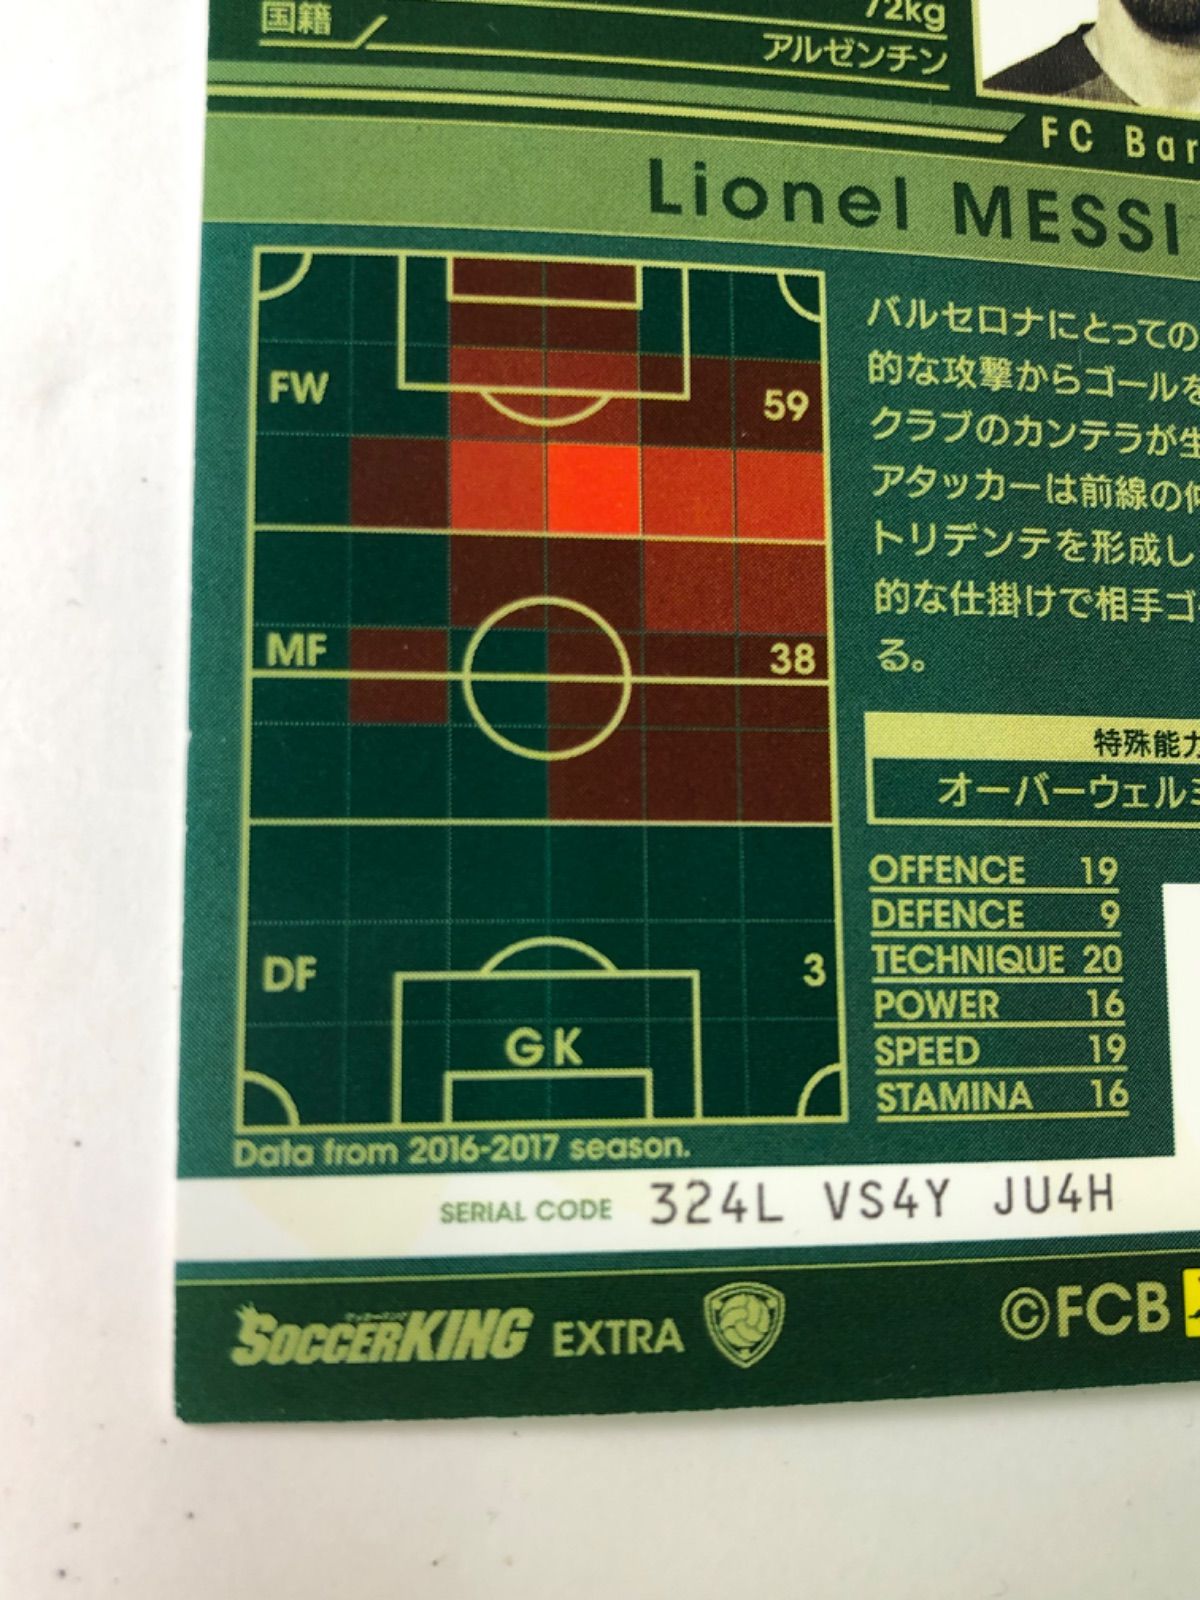 72kg
国籍 アルゼンチン
FC Bar
Lionel MESSI
FW 59
MF 38
DF 3
GK
Data from 2016-2017 season.
バルセロナにとっての
的な攻撃からゴールを
クラブのカンテラが生
アタッカーは前線の
トリデンテを形成し
的な仕掛けで相手ゴ
る。
特殊能力
オーバーウェルミ
OFFENCE 19
DEFENCE 9
TECHNIQUE 20
POWER 16
SPEED 19
STAMINA 16
SERIAL CODE 324L VS4Y JU4H
SOCCERKING EXTRA
©FCB